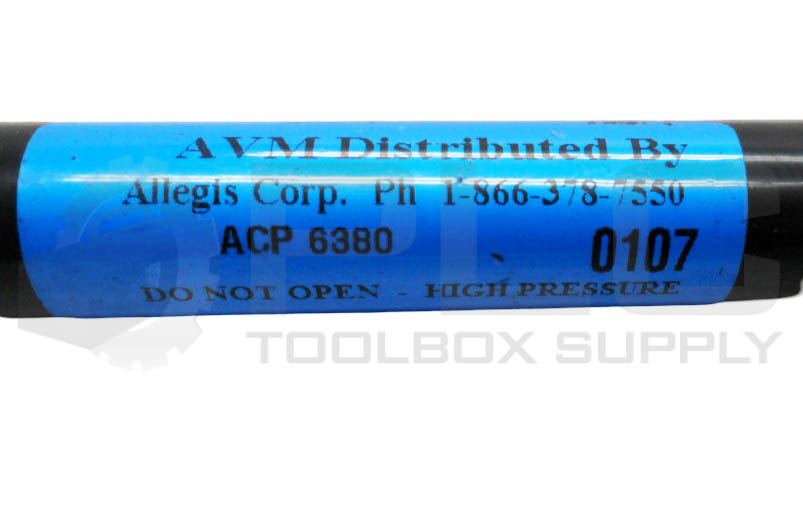 AVM Distributed By
Allegis Corp. Ph 1-866-378-7550
ACP 6380 0107
DO NOT OPEN - HIGH PRESSURE
PLC
TOOLBOX SUPPLY